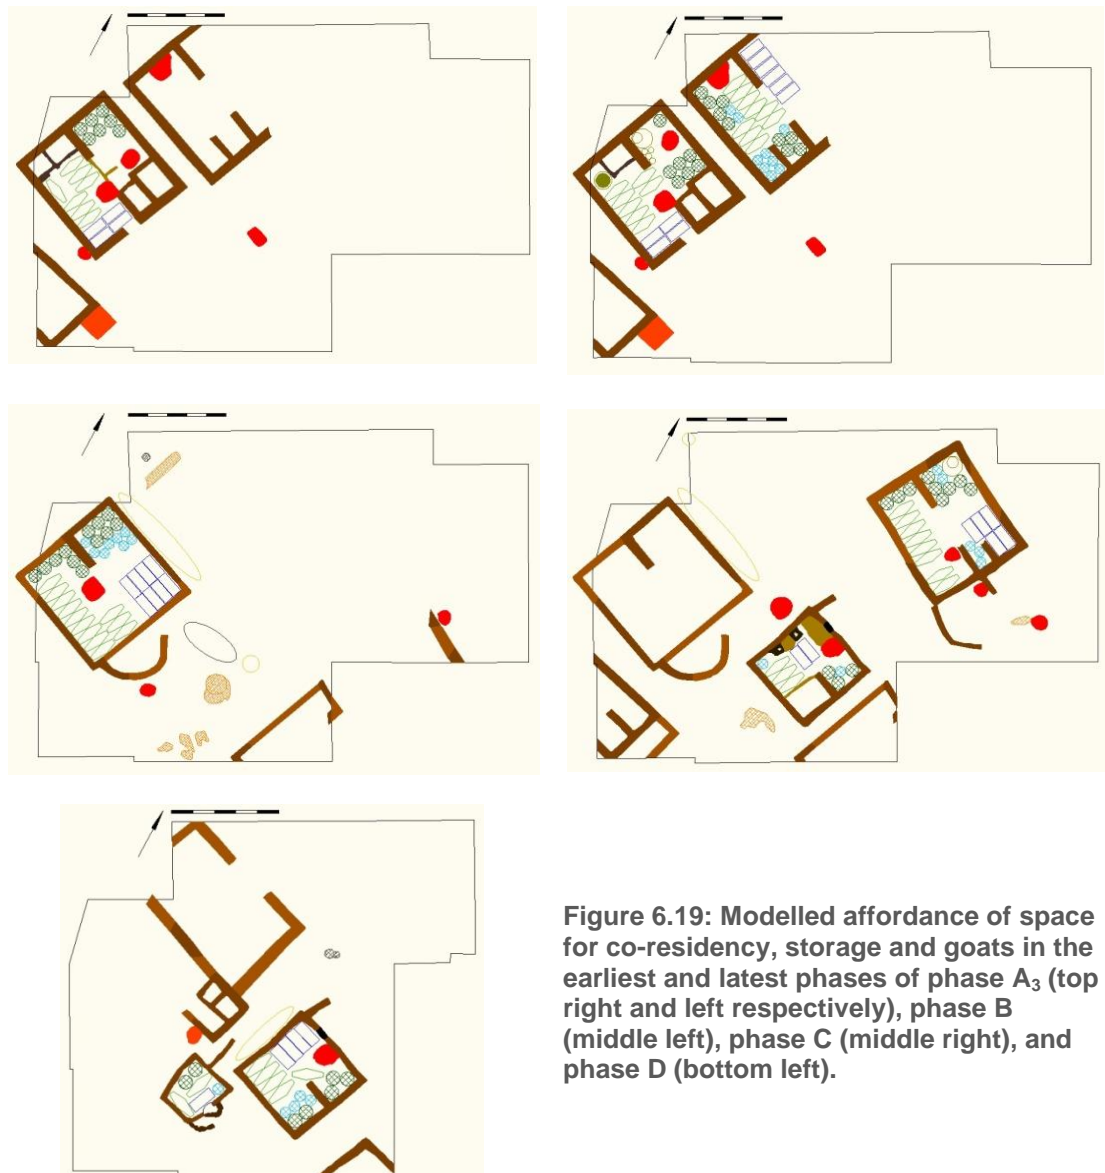 Figure 6.19: Modelled affordance of space
for co-residency, storage and goats in the
earliest and latest phases of phase A₃ (top
right and left respectively), phase B
(middle left), phase C (middle right), and
phase D (bottom left).